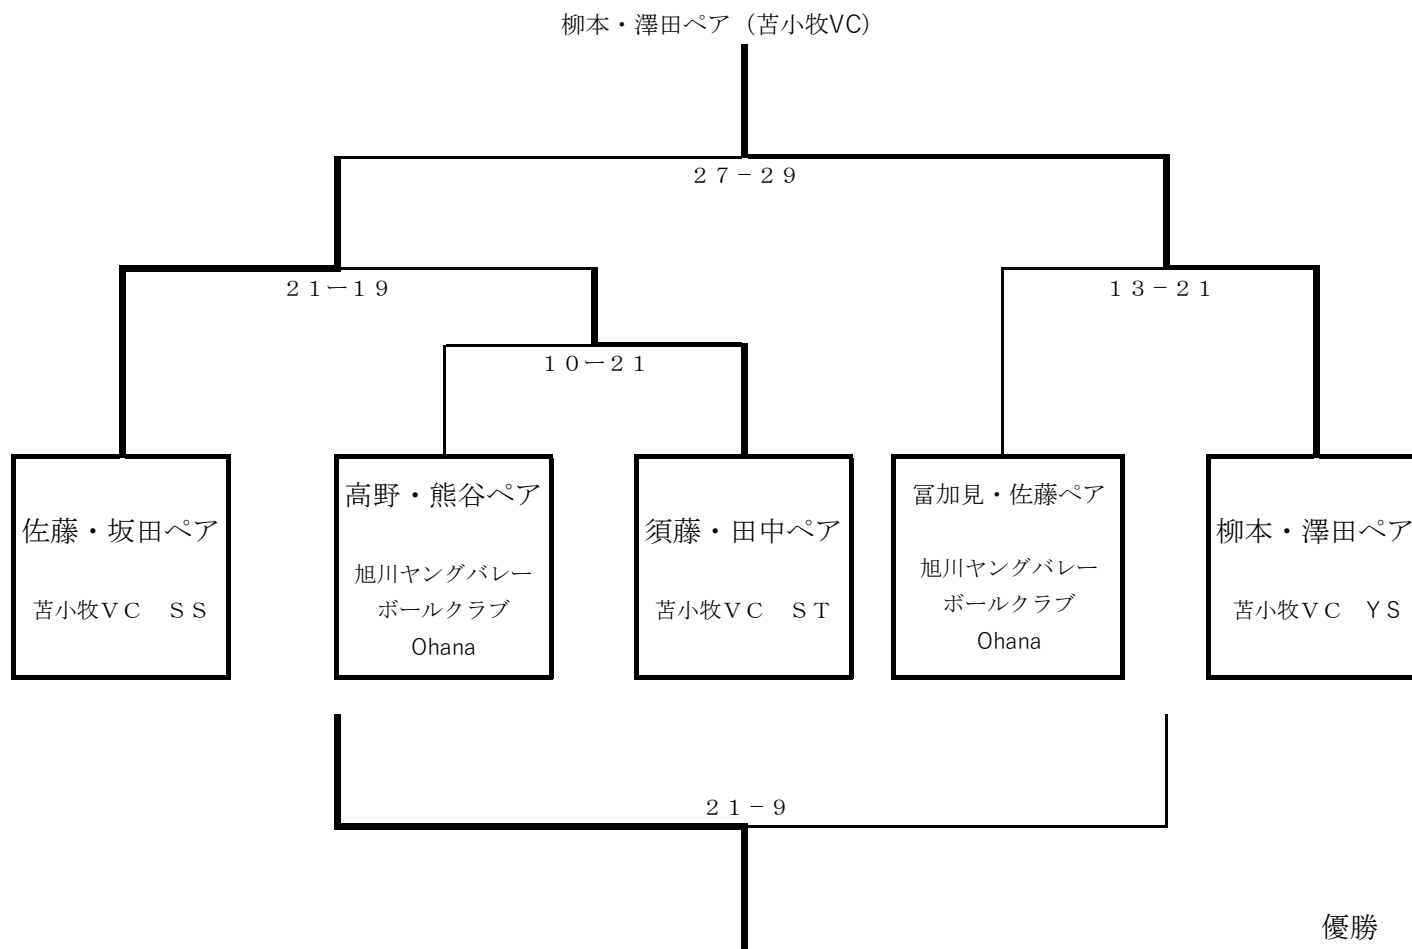 柳本・澤田ペア（苫小牧VC）
２７－２９
２１ー１９
１３－２１
１０ー２１
佐藤・坂田ペア
苫小牧ＶＣ　ＳＳ
高野・熊谷ペア
旭川ヤングバレー
ボールクラブ
Ohana
須藤・田中ペア
苫小牧ＶＣ　ＳＴ
冨加見・佐藤ペア
旭川ヤングバレー
ボールクラブ
Ohana
柳本・澤田ペア
苫小牧ＶＣ　YS
２１－９
優勝